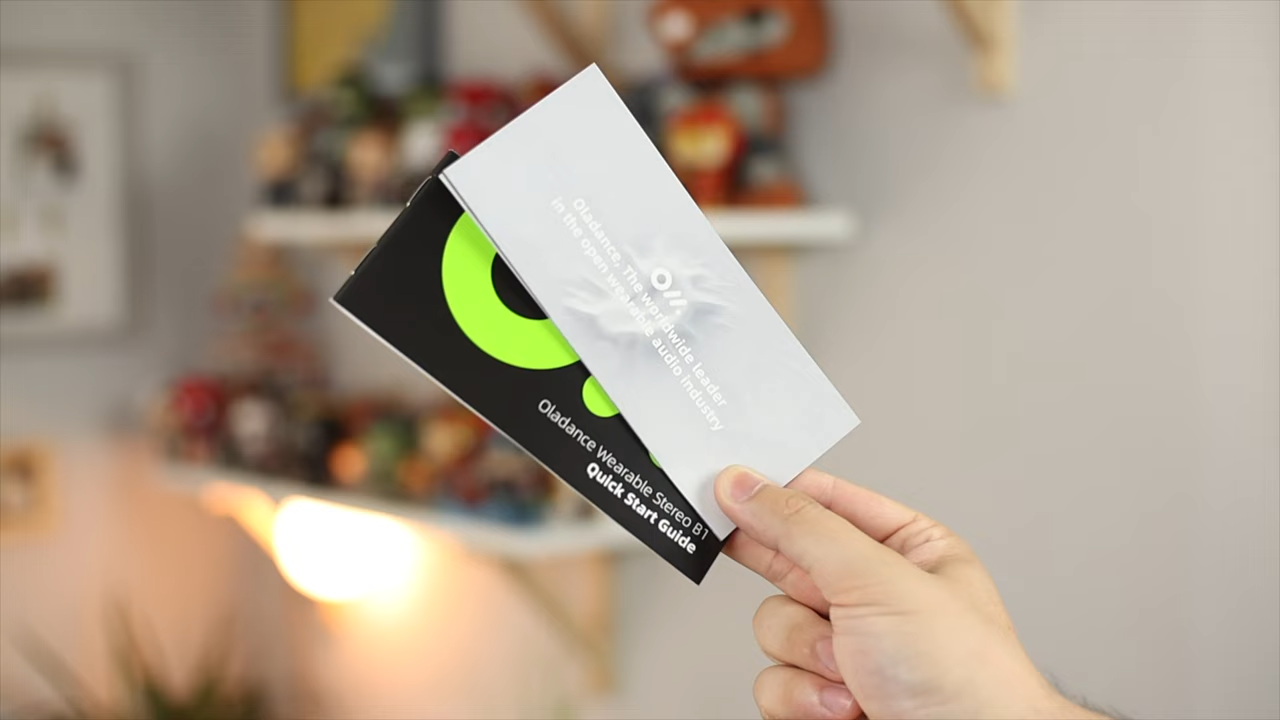 Oladance, The worldwide leader
in the open wearable audio industry
Oladance Wearable Stereo B1
Quick Start Guide